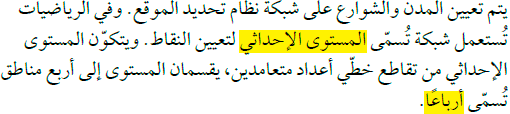 يتم تعيين المدن والشوارع على شبكة نظام تحديد الموقع. وفي الرياضيات
تُستعمل شبكة تُسمّى المستوى الإحداثي لتعيين النقاط. ويتكوّن المستوى
الإحداثي من تقاطع خطّي أعداد متعامدين، يقسمان المستوى إلى أربع مناطق
تُسمّى أرباعًا.